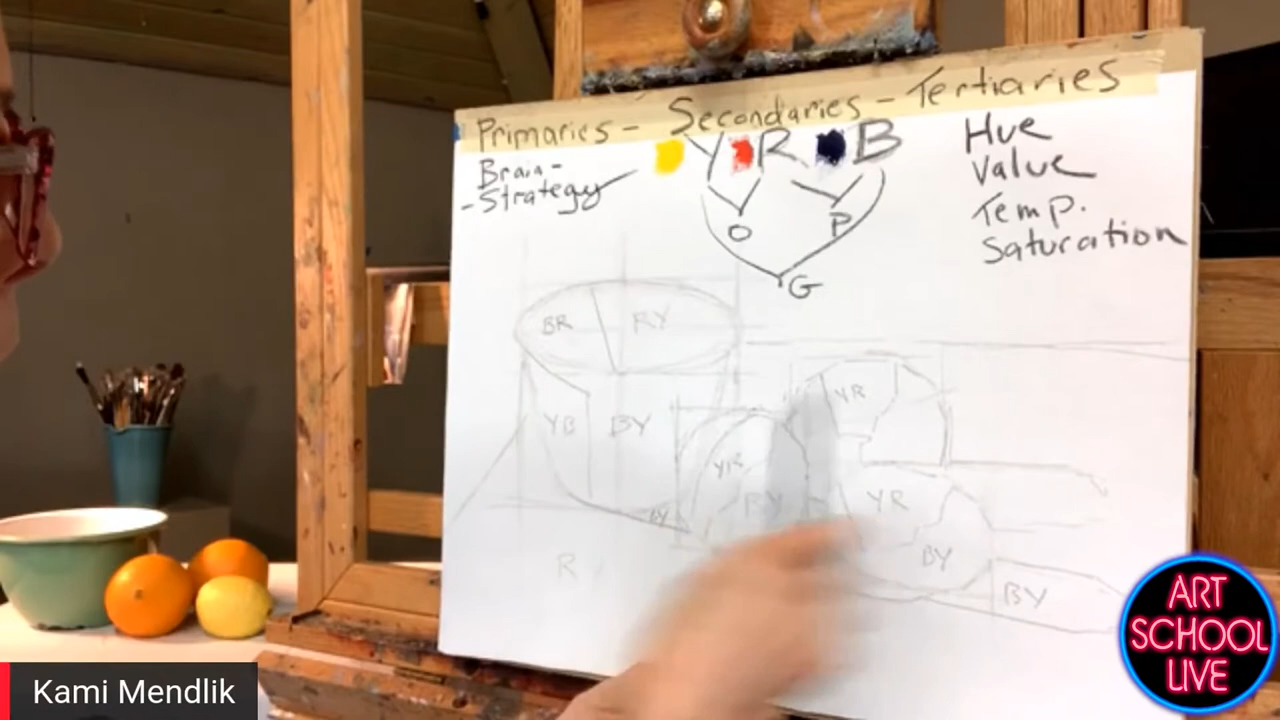 Primaries - Secondaries - Tertiaries
Brain-
-Strategy
Y R B
O P
G
Hue
Value
Temp.
Saturation
BR RY
YB BY
YR
YR
RY
YR
BY
BY
BY
R
Kami Mendlik
ART
SCHOOL
LIVE